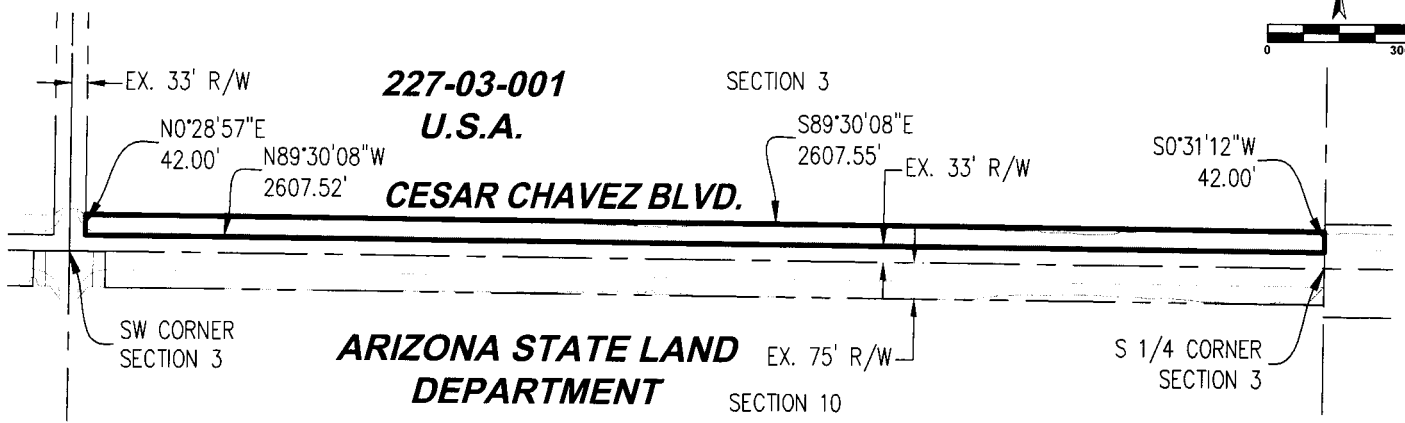 0
30
EX. 33' R/W
227-03-001
U.S.A.
SECTION 3
N0°28'57"E
42.00'
N89°30'08"W
2607.52'
S89°30'08"E
2607.55'
EX. 33' R/W
S0°31'12"W
42.00'
CESAR CHAVEZ BLVD.
SW CORNER
SECTION 3
ARIZONA STATE LAND
DEPARTMENT
EX. 75' R/W
SECTION 10
S 1/4 CORNER
SECTION 3